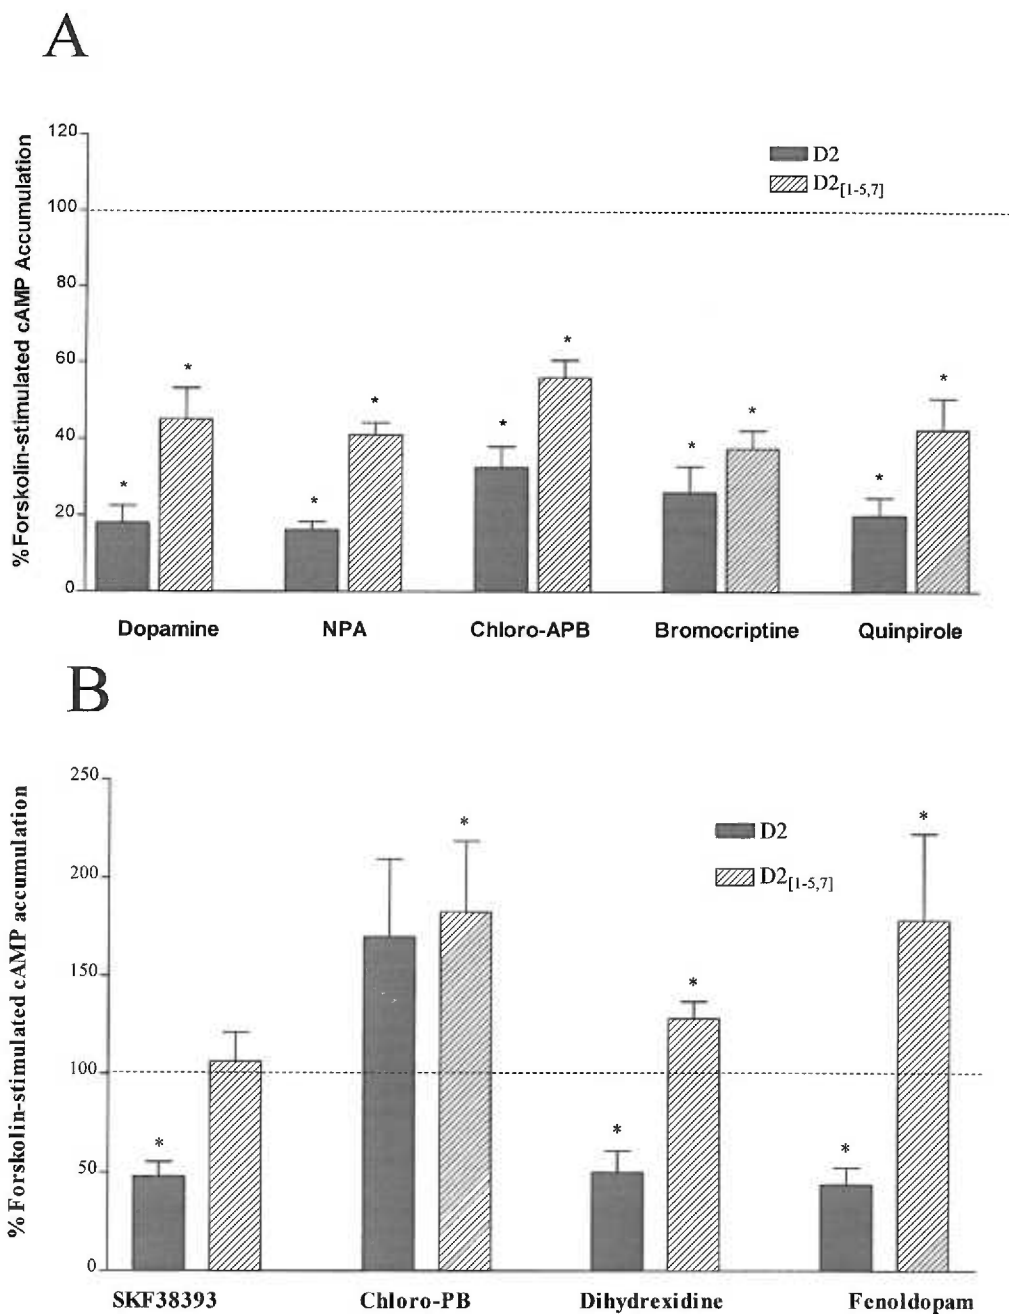 A
% Forskolin-stimulated cAMP Accumulation
120
100
80
60
40
20
0
D2
D2[1-5,7]
* * * * * * * * * *
Dopamine NPA Chloro-APB Bromocriptine Quinpirole
B
% Forskolin-stimulated cAMP accumulation
250
200
150
100
50
0
D2
D2[1-5,7]
* * * * * *
SKF38393 Chloro-PB Dihydrexidine Fenoldopam